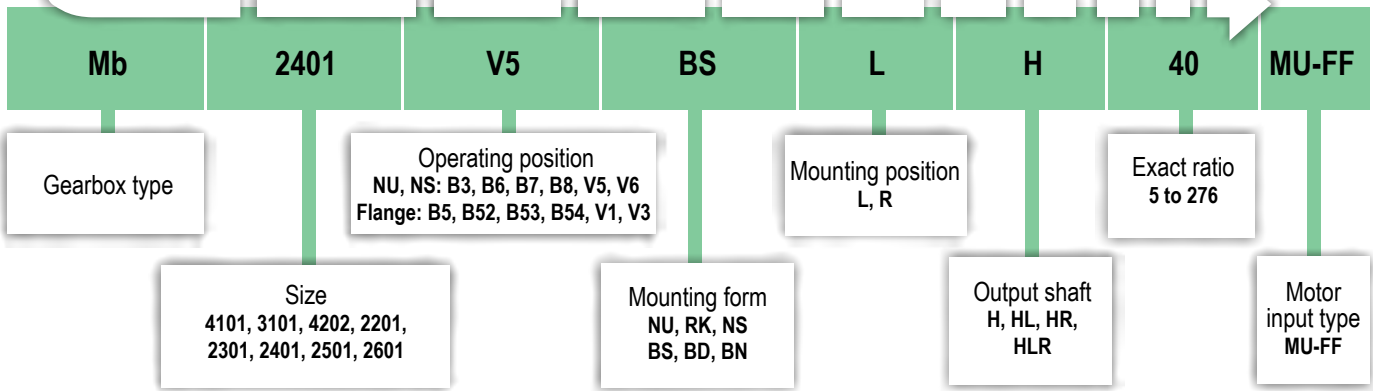 Mb 2401 V5 BS L H 40 MU-FF
Gearbox type
Operating position
NU, NS: B3, B6, B7, B8, V5, V6
Flange: B5, B52, B53, B54, V1, V3
Mounting position
L, R
Exact ratio
5 to 276
Size
4101, 3101, 4202, 2201,
2301, 2401, 2501, 2601
Mounting form
NU, RK, NS
BS, BD, BN
Output shaft
H, HL, HR,
HLR
Motor
input type
MU-FF